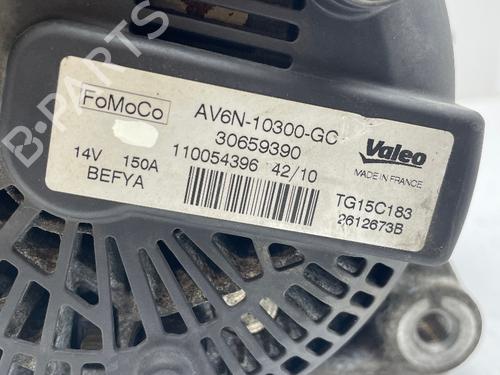 B-PARTS
FoMoCo
AV6N-10300-GC
30659390
14V 150A
110054396 42/10
BEFYA
Valeo
MADE IN FRANCE
TG15C183
2612673B